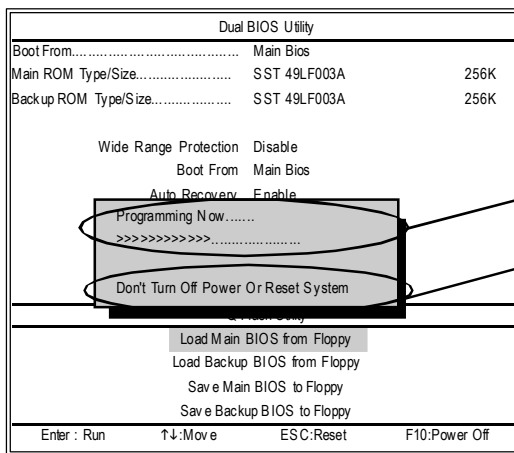 Dual BIOS Utility
Boot From.......................................... Main Bios
Main ROM Type/Size....................... SST 49LF003A 256K
Backup ROM Type/Size................... SST 49LF003A 256K
Wide Range Protection Disable
Boot From Main Bios
Auto Recovery Enable
Programming Now.......
>>>>>>>>>>>>.......................
Don't Turn Off Power Or Reset System
Load Main BIOS from Floppy
Load Backup BIOS from Floppy
Save Main BIOS to Floppy
Save Backup BIOS to Floppy
Enter : Run ↑↓:Move ESC:Reset F10:Power Off